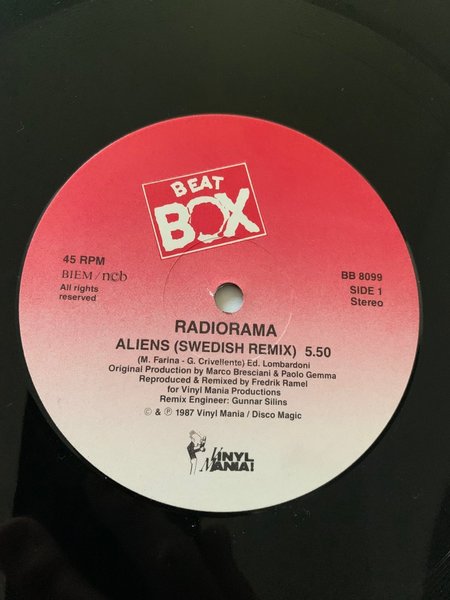 BEAT
BOX
45 RPM
BIEM/ncb
All rights
reserved
BB 8099
SIDE 1
Stereo
RADIORAMA
ALIENS (SWEDISH REMIX) 5.50
(M. Farina - G. Crivellente) Ed. Lombardoni
Original Production by Marco Bresciani & Paolo Gemma
Reproduced & Remixed by Fredrik Ramel
for Vinyl Mania Productions
Remix Engineer: Gunnar Silins
© & ℗ 1987 Vinyl Mania / Disco Magic
VINYL
MANIA!